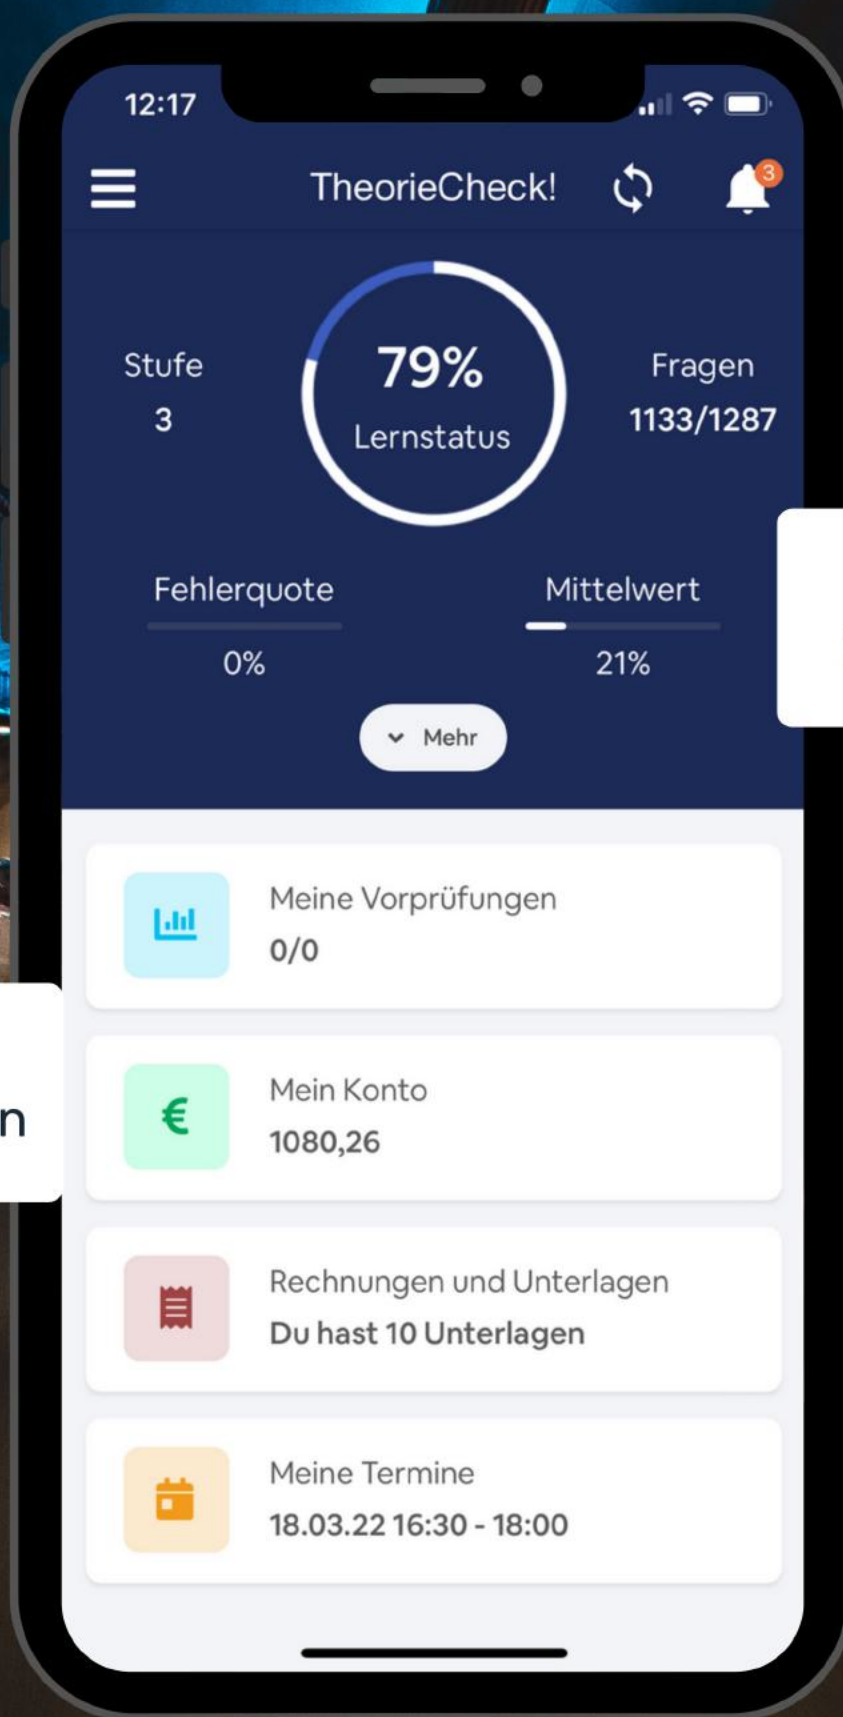 12:17
TheorieCheck!
3
Stufe
3
79%
Lernstatus
Fragen
1133/1287
Fehlerquote
0%
Mittelwert
21%
Mehr
Meine Vorprüfungen
0/0
n
€
Mein Konto
1080,26
Rechnungen und Unterlagen
Du hast 10 Unterlagen
Meine Termine
18.03.22 16:30 - 18:00